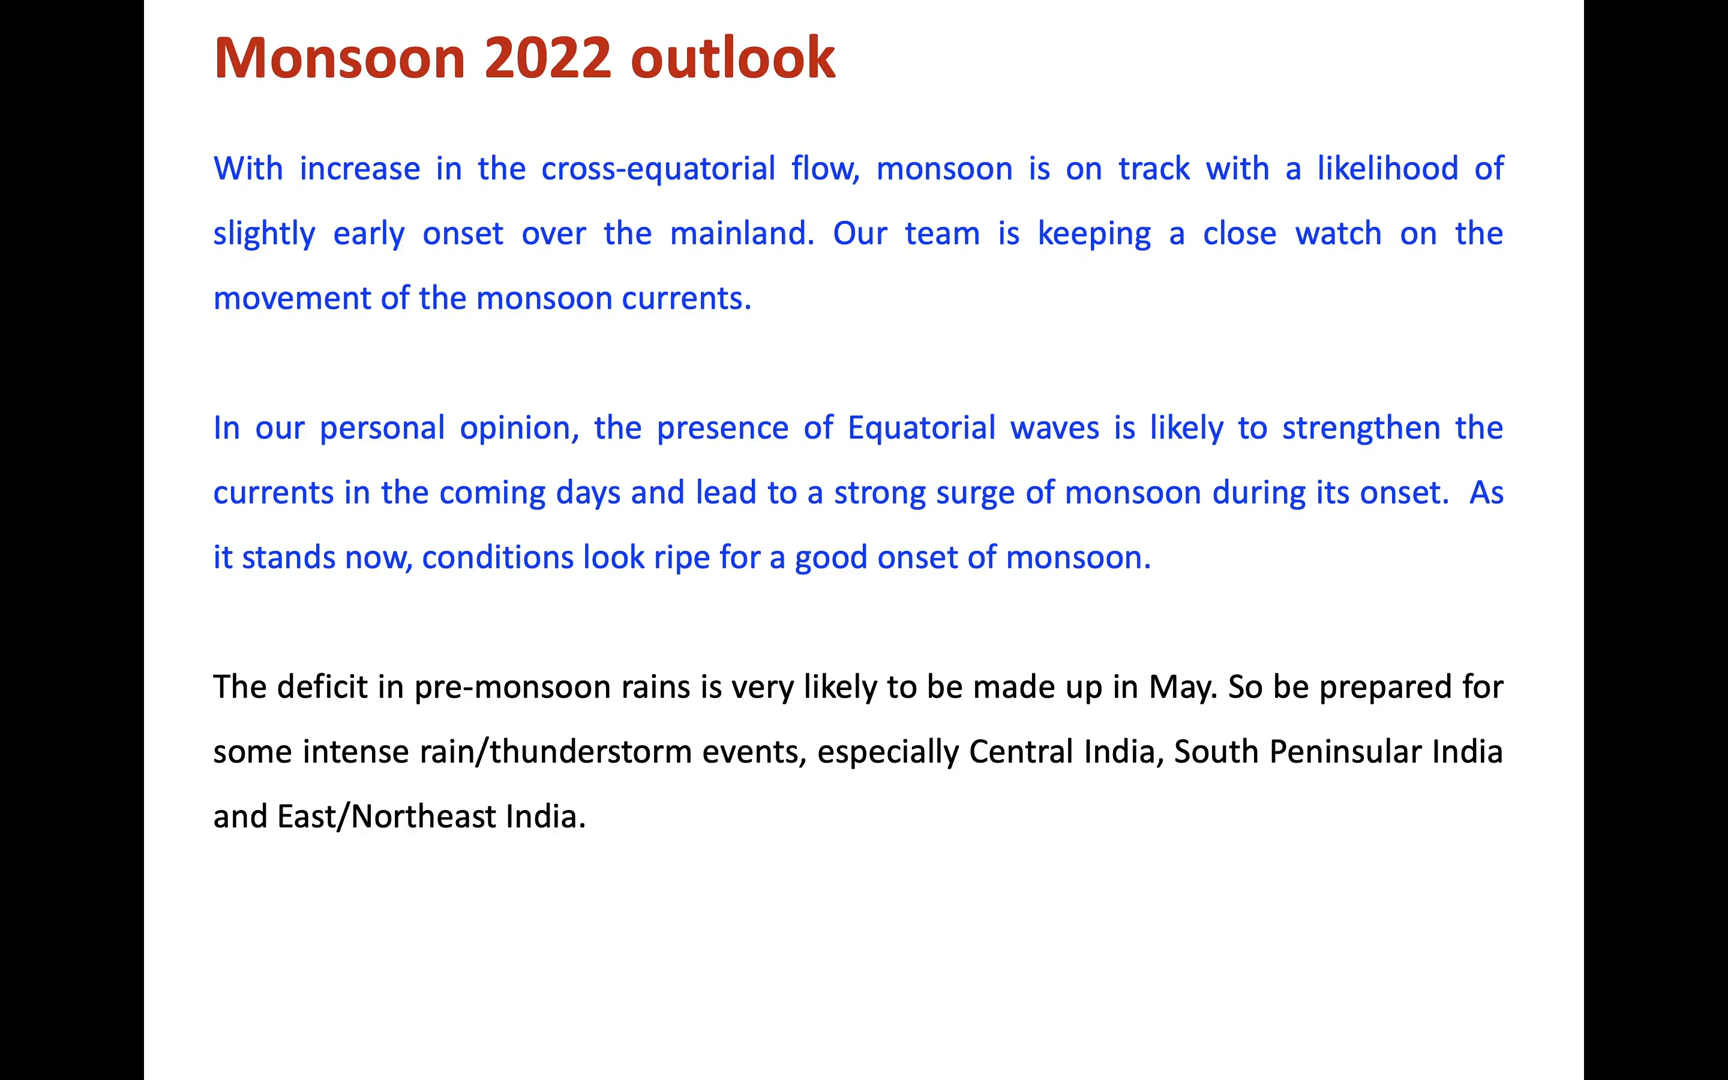 Monsoon 2022 outlook
With increase in the cross-equatorial flow, monsoon is on track with a likelihood of
slightly early onset over the mainland. Our team is keeping a close watch on the
movement of the monsoon currents.
In our personal opinion, the presence of Equatorial waves is likely to strengthen the
currents in the coming days and lead to a strong surge of monsoon during its onset.  As
it stands now, conditions look ripe for a good onset of monsoon.
The deficit in pre-monsoon rains is very likely to be made up in May. So be prepared for
some intense rain/thunderstorm events, especially Central India, South Peninsular India
and East/Northeast India.